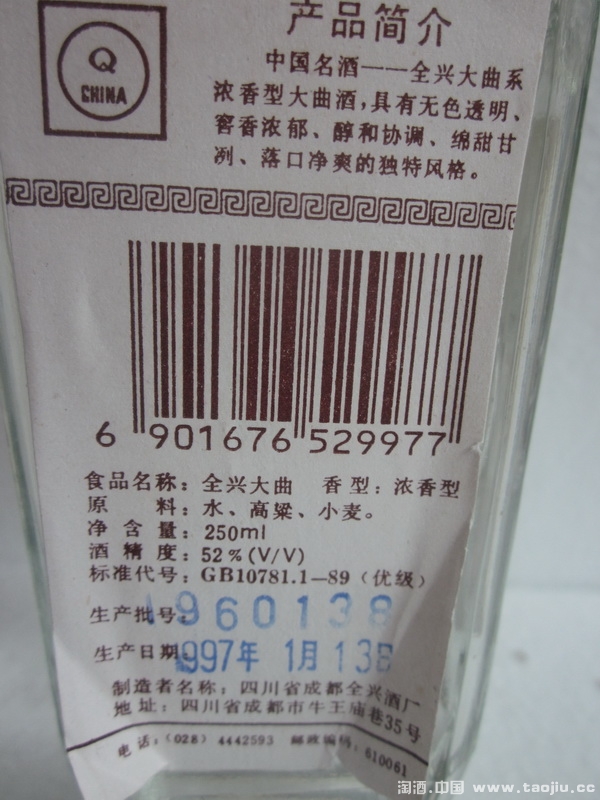 产品简介
Q
CHINA
中国名酒——全兴大曲系
浓香型大曲酒，具有无色透明、
窖香浓郁、醇和协调、绵甜甘
冽、落口净爽的独特风格。
6 901676 529977
食品名称：全兴大曲 香型：浓香型
原 料：水、高粱、小麦。
净含量：250ml
酒精度：52%(V/V)
标准代号：GB10781.1—89（优级）
生产批号：960138
生产日期：1997年 1月13日
制造者名称：四川省成都全兴酒厂
地址：四川省成都市牛王庙巷35号
电话：(028) 4442593 邮政编码：610061
淘酒.中国 www.taojiu.cc